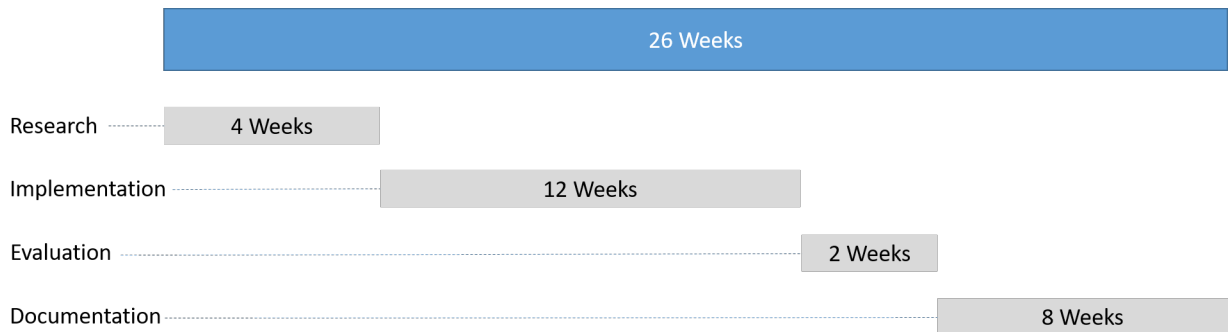 26 Weeks
Research 4 Weeks
Implementation 12 Weeks
Evaluation 2 Weeks
Documentation 8 Weeks